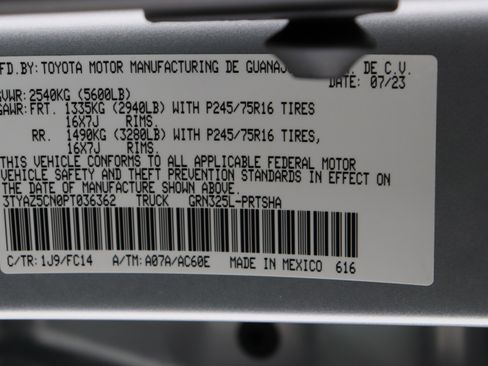 FD.BY:TOYOTA MOTOR MANUFACTURING DE GUANAJ DE C.V.
DATE: 07/23
GVWR:2540KG (5600LB)
GAWR:FRT. 1335KG (2940LB) WITH P245/75R16 TIRES
16X7J RIMS.
RR. 1490KG (3280LB) WITH P245/75R16 TIRES,
16X7J RIMS.
THIS VEHICLE CONFORMS TO ALL APPLICABLE FEDERAL MOTOR
VEHICLE SAFETY AND THEFT PREVENTION STANDARDS IN EFFECT ON
THE DATE OF MANUFACTURE SHOWN ABOVE.
3TYAZ5CN0PT036362 TRUCK GRN325L-PRTSHA
C/TR:1J9/FC14 A/TM:A07A/AC60E MADE IN MEXICO 616